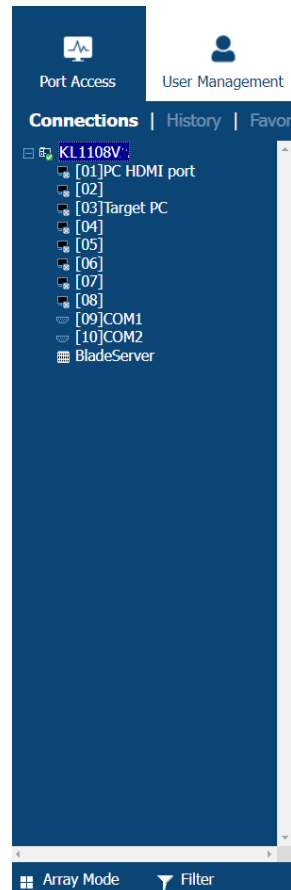 Port Access User Management
Connections | History | Favor
KL1108V
[01]PC HDMI port
[02]
[03]Target PC
[04]
[05]
[06]
[07]
[08]
[09]COM1
[10]COM2
BladeServer
Array Mode Filter